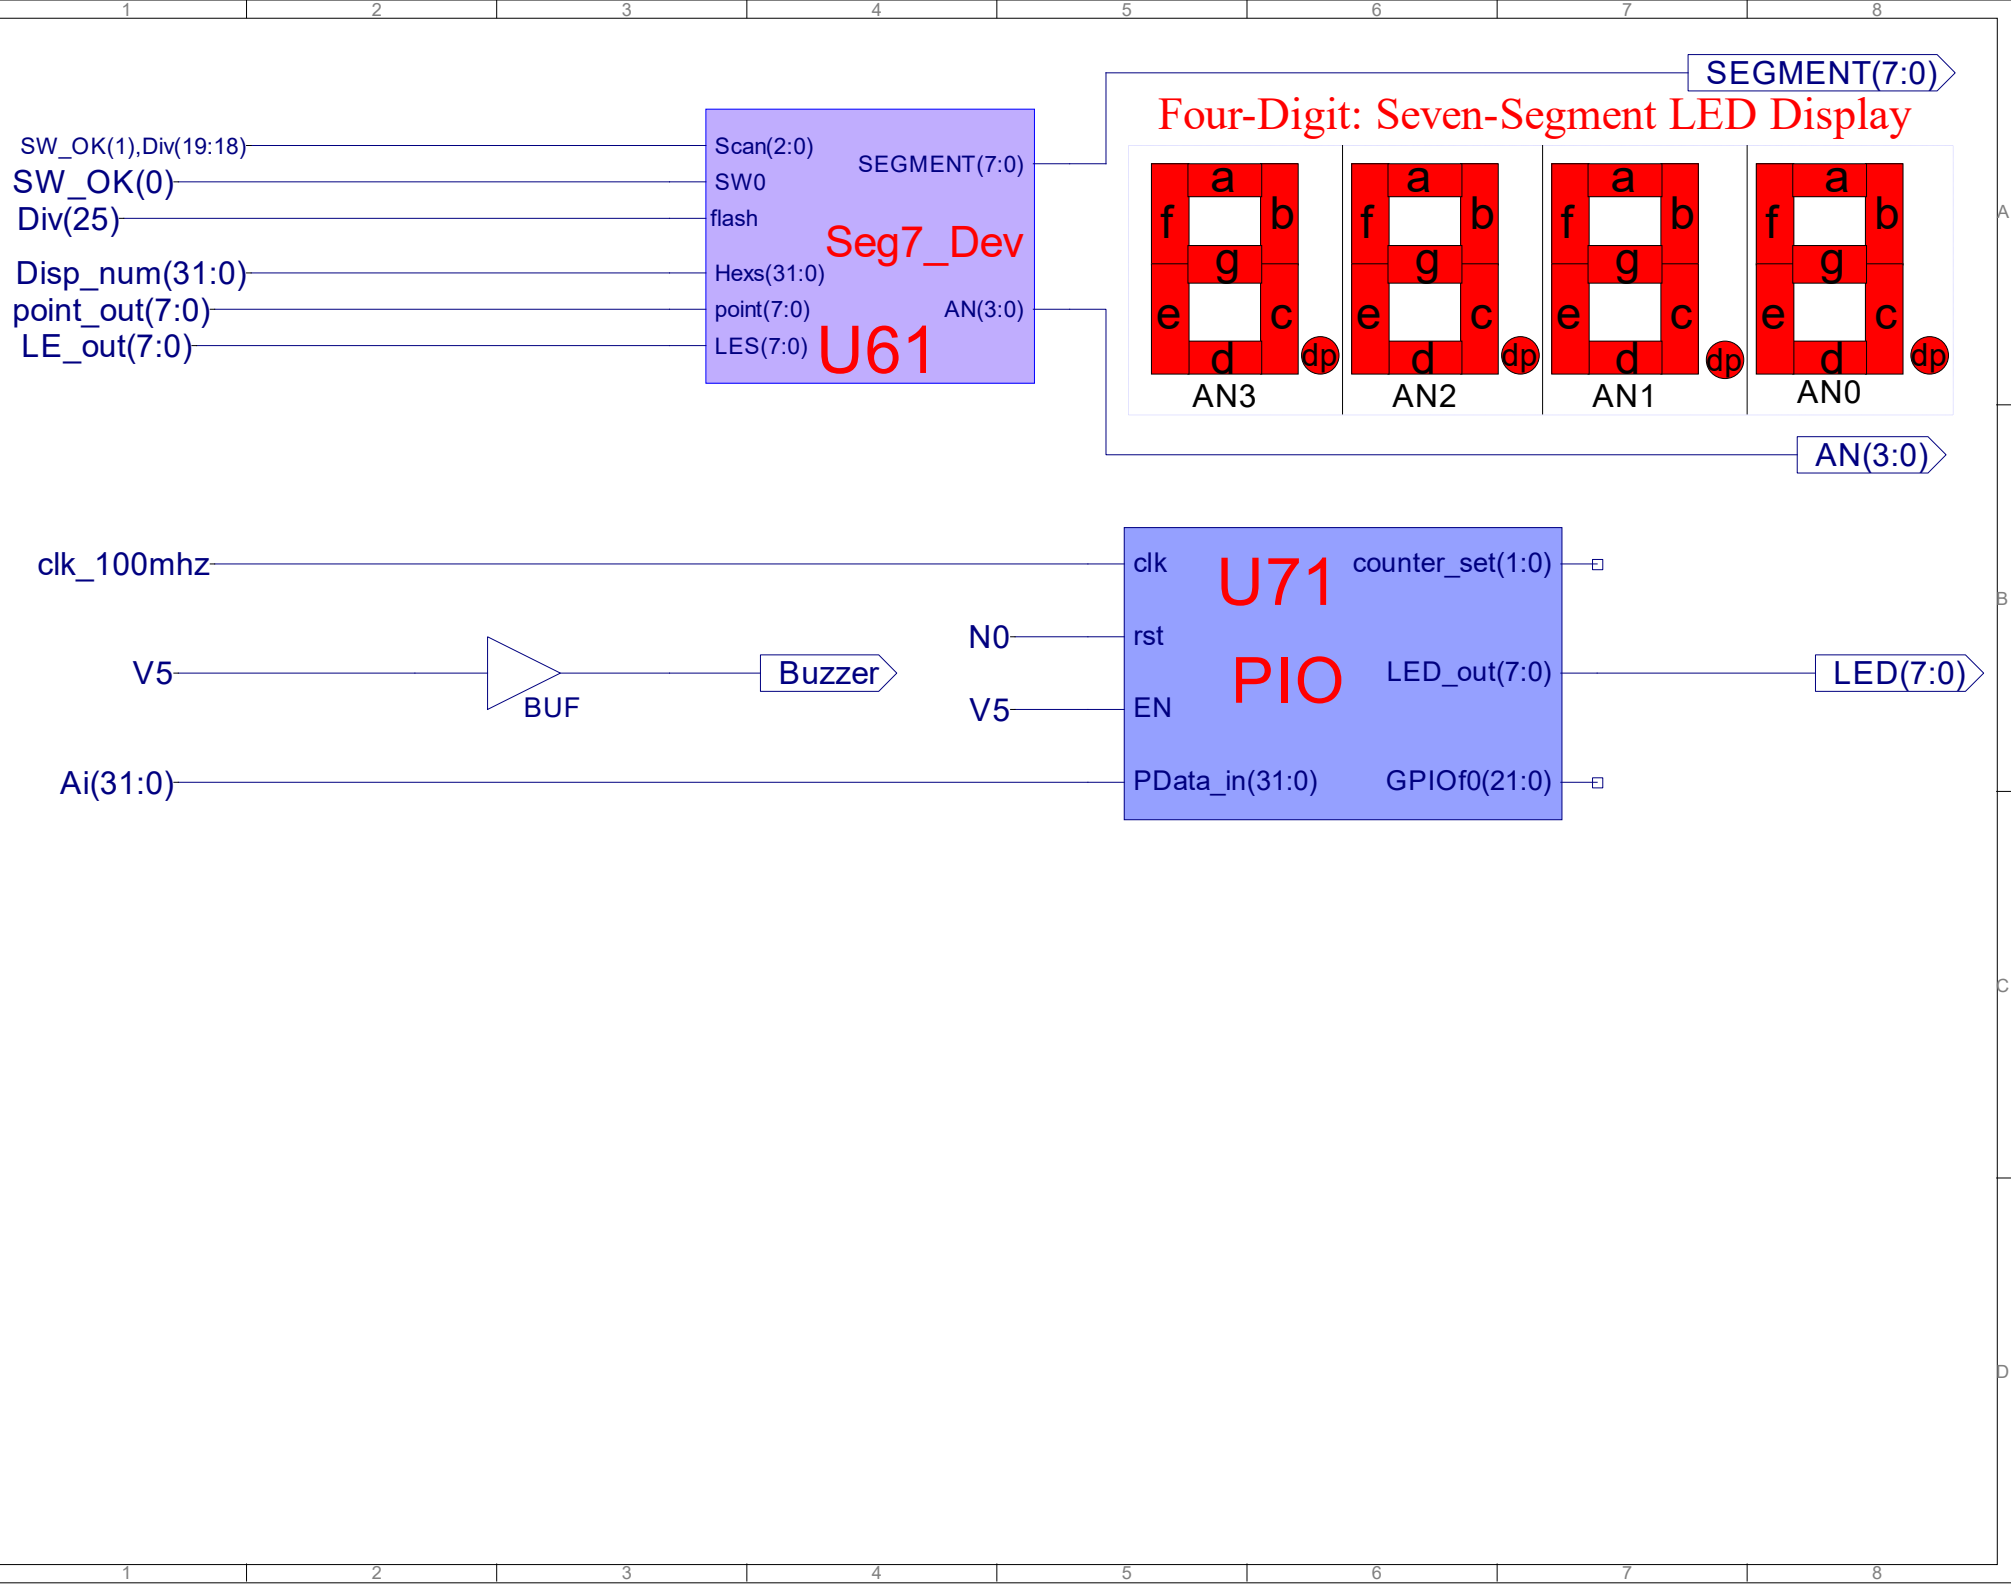 1 2 3 4 5 6 7 8
SEGMENT(7:0)
Four-Digit: Seven-Segment LED Display
SW_OK(1),Div(19:18)
SW_OK(0)
Div(25)
Disp_num(31:0)
point_out(7:0)
LE_out(7:0)
Scan(2:0)
SW0
flash
Hexs(31:0)
point(7:0)
LES(7:0)
SEGMENT(7:0)
Seg7_Dev
AN(3:0)
U61
a
f b
g
e c
d dp
AN3
a
f b
g
e c
d dp
AN2
a
f b
g
e c
d dp
AN1
a
f b
g
e c
d dp
AN0
A
AN(3:0)
clk_100mhz
V5
BUF
Buzzer
Ai(31:0)
N0
V5
clk
rst
EN
PData_in(31:0)
U71
PIO
counter_set(1:0)
LED_out(7:0)
GPIOf0(21:0)
LED(7:0)
B
C
D
1 2 3 4 5 6 7 8